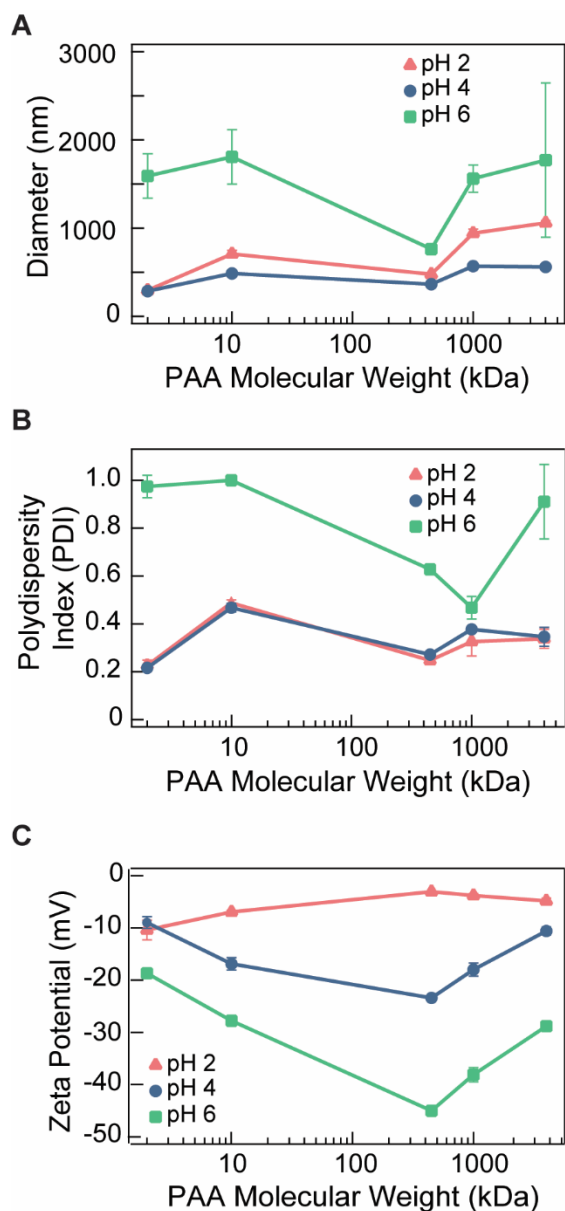 A
Diameter (nm)
3000
2000
1000
0
pH 2
pH 4
pH 6
10
100
1000
PAA Molecular Weight (kDa)
B
Polydispersity
Index (PDI)
1.0
0.8
0.6
0.4
0.2
0
pH 2
pH 4
pH 6
10
100
1000
PAA Molecular Weight (kDa)
C
Zeta Potential (mV)
0
-10
-20
-30
-40
-50
pH 2
pH 4
pH 6
10
100
1000
PAA Molecular Weight (kDa)